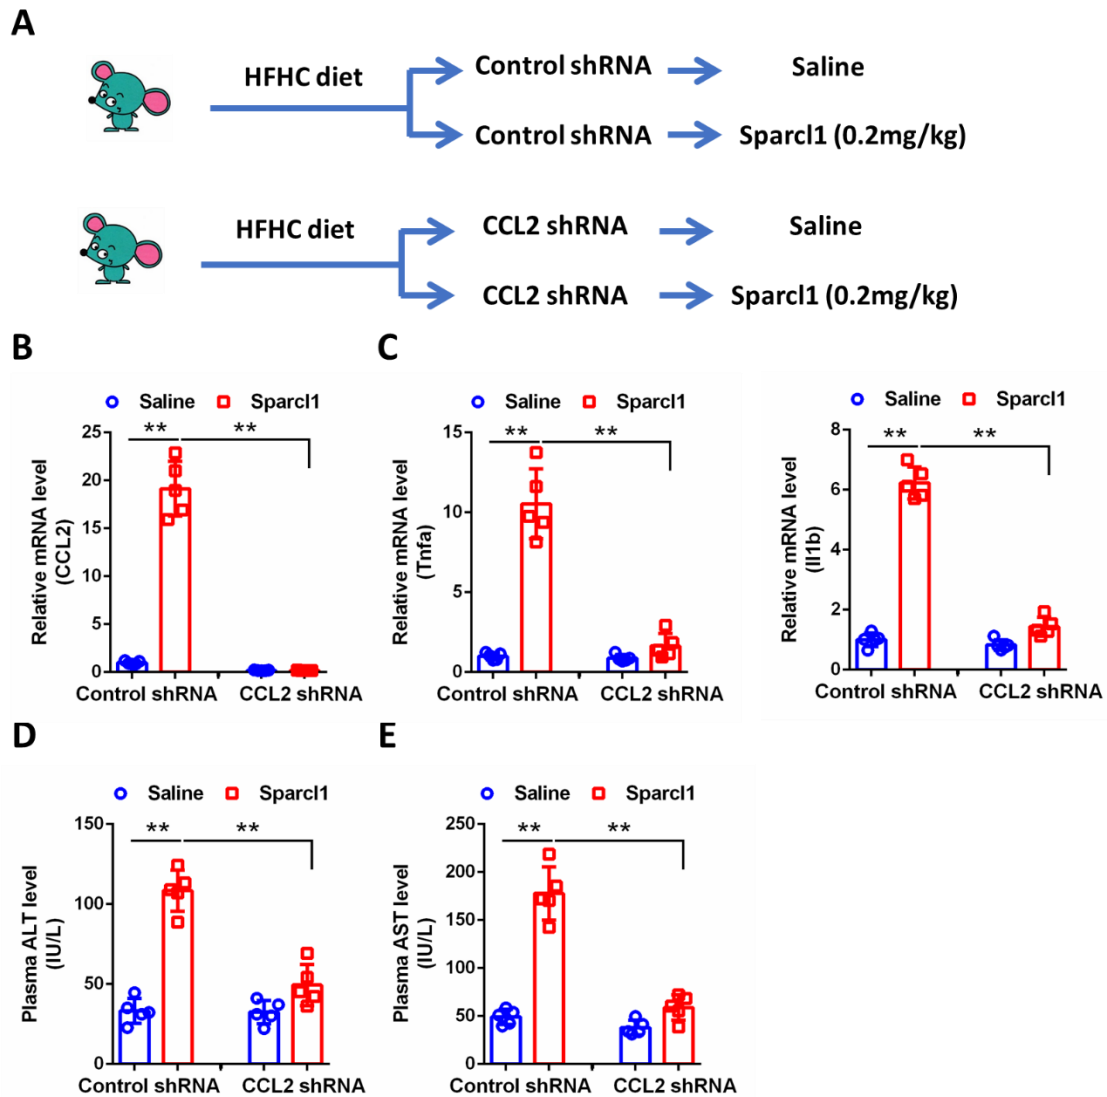 A
HFHC diet
Control shRNA
Saline
Control shRNA
Sparcl1 (0.2mg/kg)
HFHC diet
CCL2 shRNA
Saline
CCL2 shRNA
Sparcl1 (0.2mg/kg)
B
Saline Sparcl1
** **
Relative mRNA level
(CCL2)
25
20
15
10
5
0
Control shRNA CCL2 shRNA
C
Saline Sparcl1
** **
Relative mRNA level
(Tnfa)
15
10
5
0
Control shRNA CCL2 shRNA
Saline Sparcl1
** **
Relative mRNA level
(Il1b)
8
6
4
2
0
Control shRNA CCL2 shRNA
D
Saline Sparcl1
** **
Plasma ALT level
(IU/L)
150
100
50
0
Control shRNA CCL2 shRNA
E
Saline Sparcl1
** **
Plasma AST level
(IU/L)
250
200
150
100
50
0
Control shRNA CCL2 shRNA